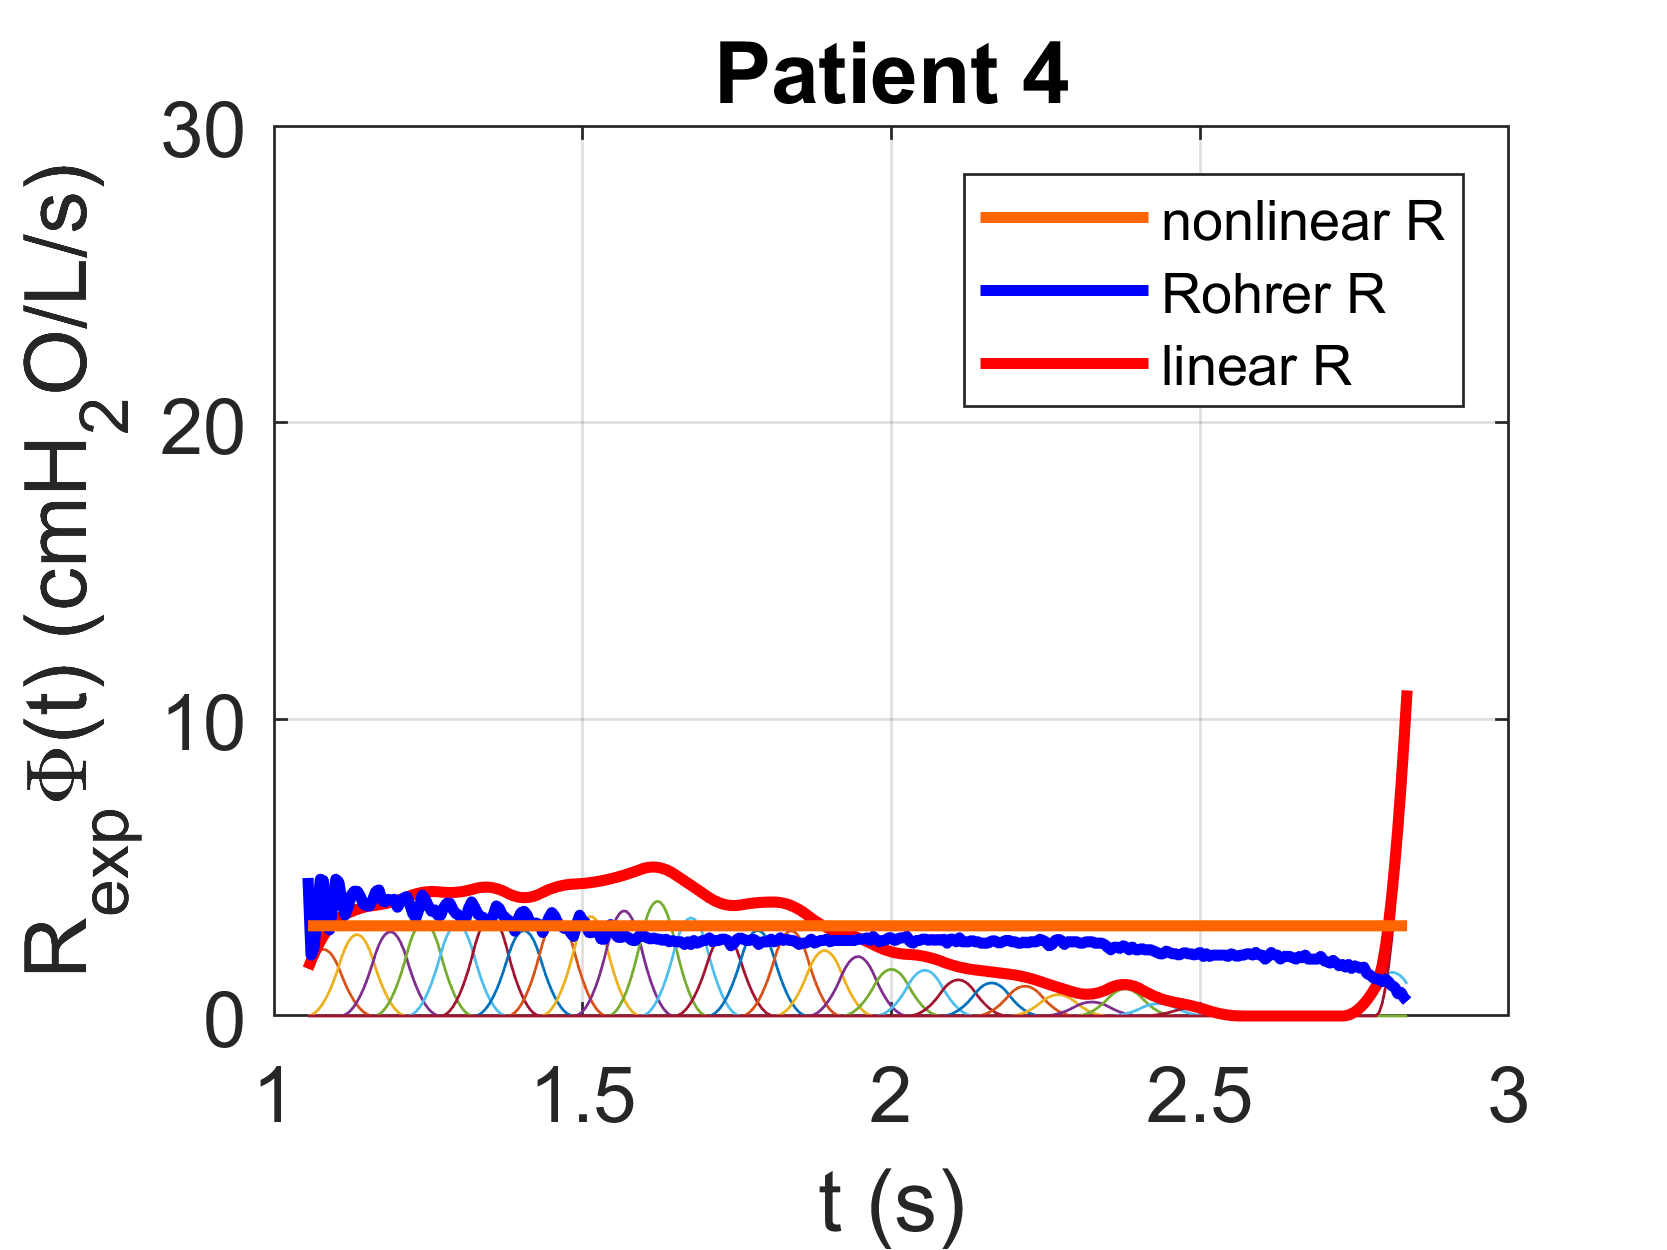 Patient 4
30
20
10
0
R_exp Φ(t) (cmH_2O/L/s)
nonlinear R
Rohrer R
linear R
1
1.5
2
2.5
3
t (s)